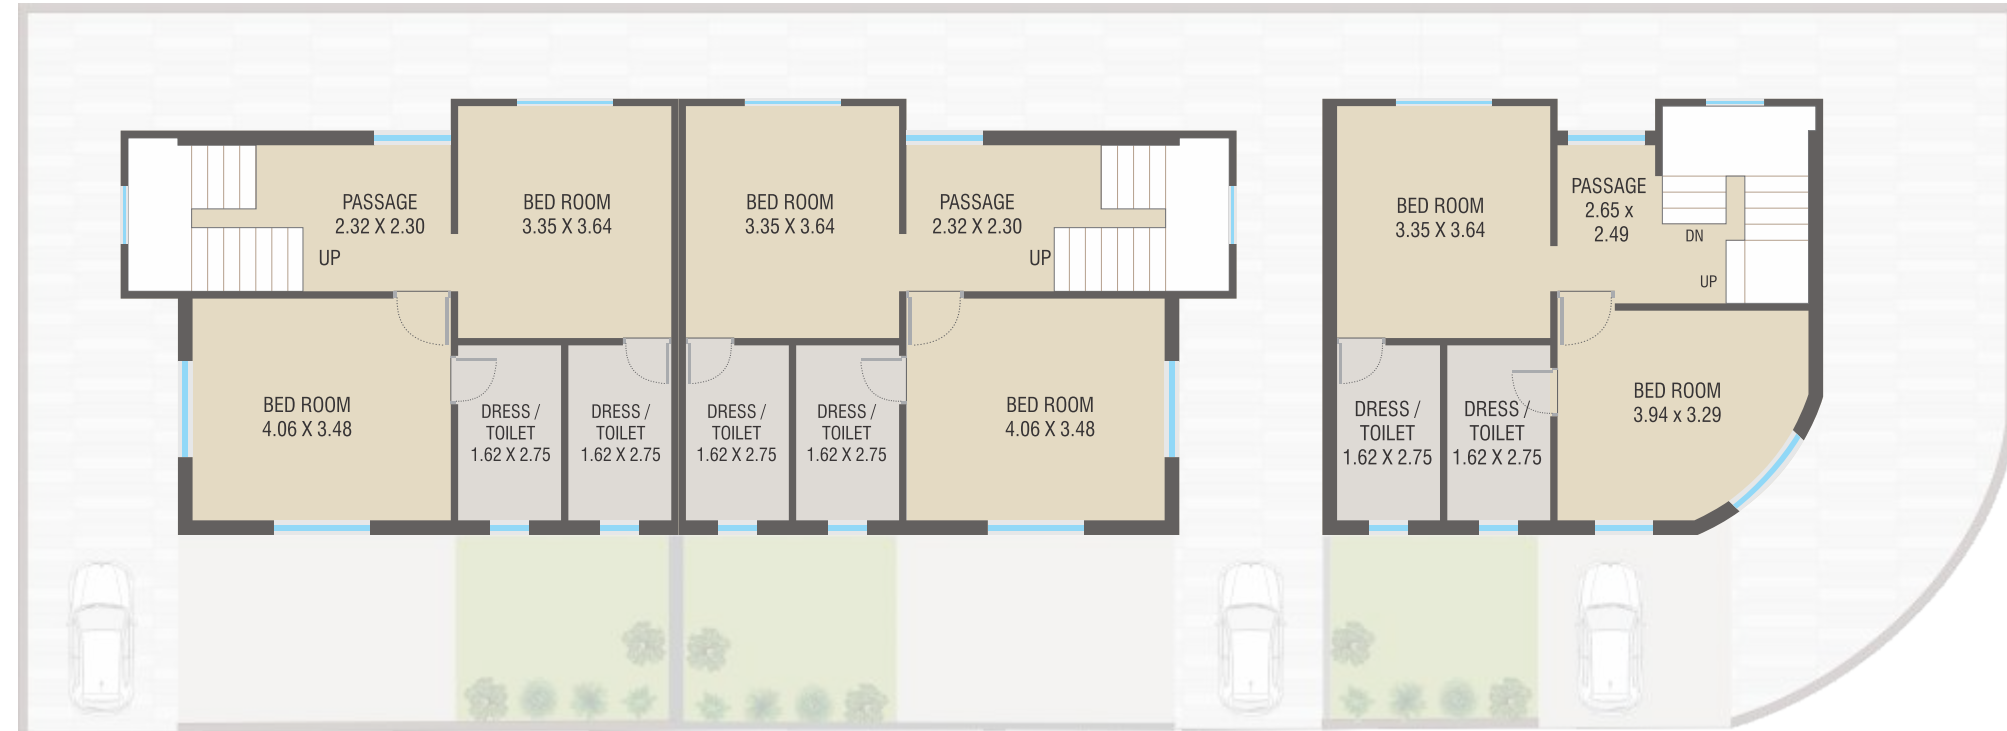 PASSAGE
2.32 X 2.30
UP
BED ROOM
3.35 X 3.64
BED ROOM
3.35 X 3.64
PASSAGE
2.32 X 2.30
UP
BED ROOM
4.06 X 3.48
DRESS /
TOILET
1.62 X 2.75
DRESS /
TOILET
1.62 X 2.75
DRESS /
TOILET
1.62 X 2.75
DRESS /
TOILET
1.62 X 2.75
BED ROOM
4.06 X 3.48
BED ROOM
3.35 X 3.64
PASSAGE
2.65 x
2.49
DN
UP
DRESS /
TOILET
1.62 X 2.75
DRESS /
TOILET
1.62 X 2.75
BED ROOM
3.94 x 3.29